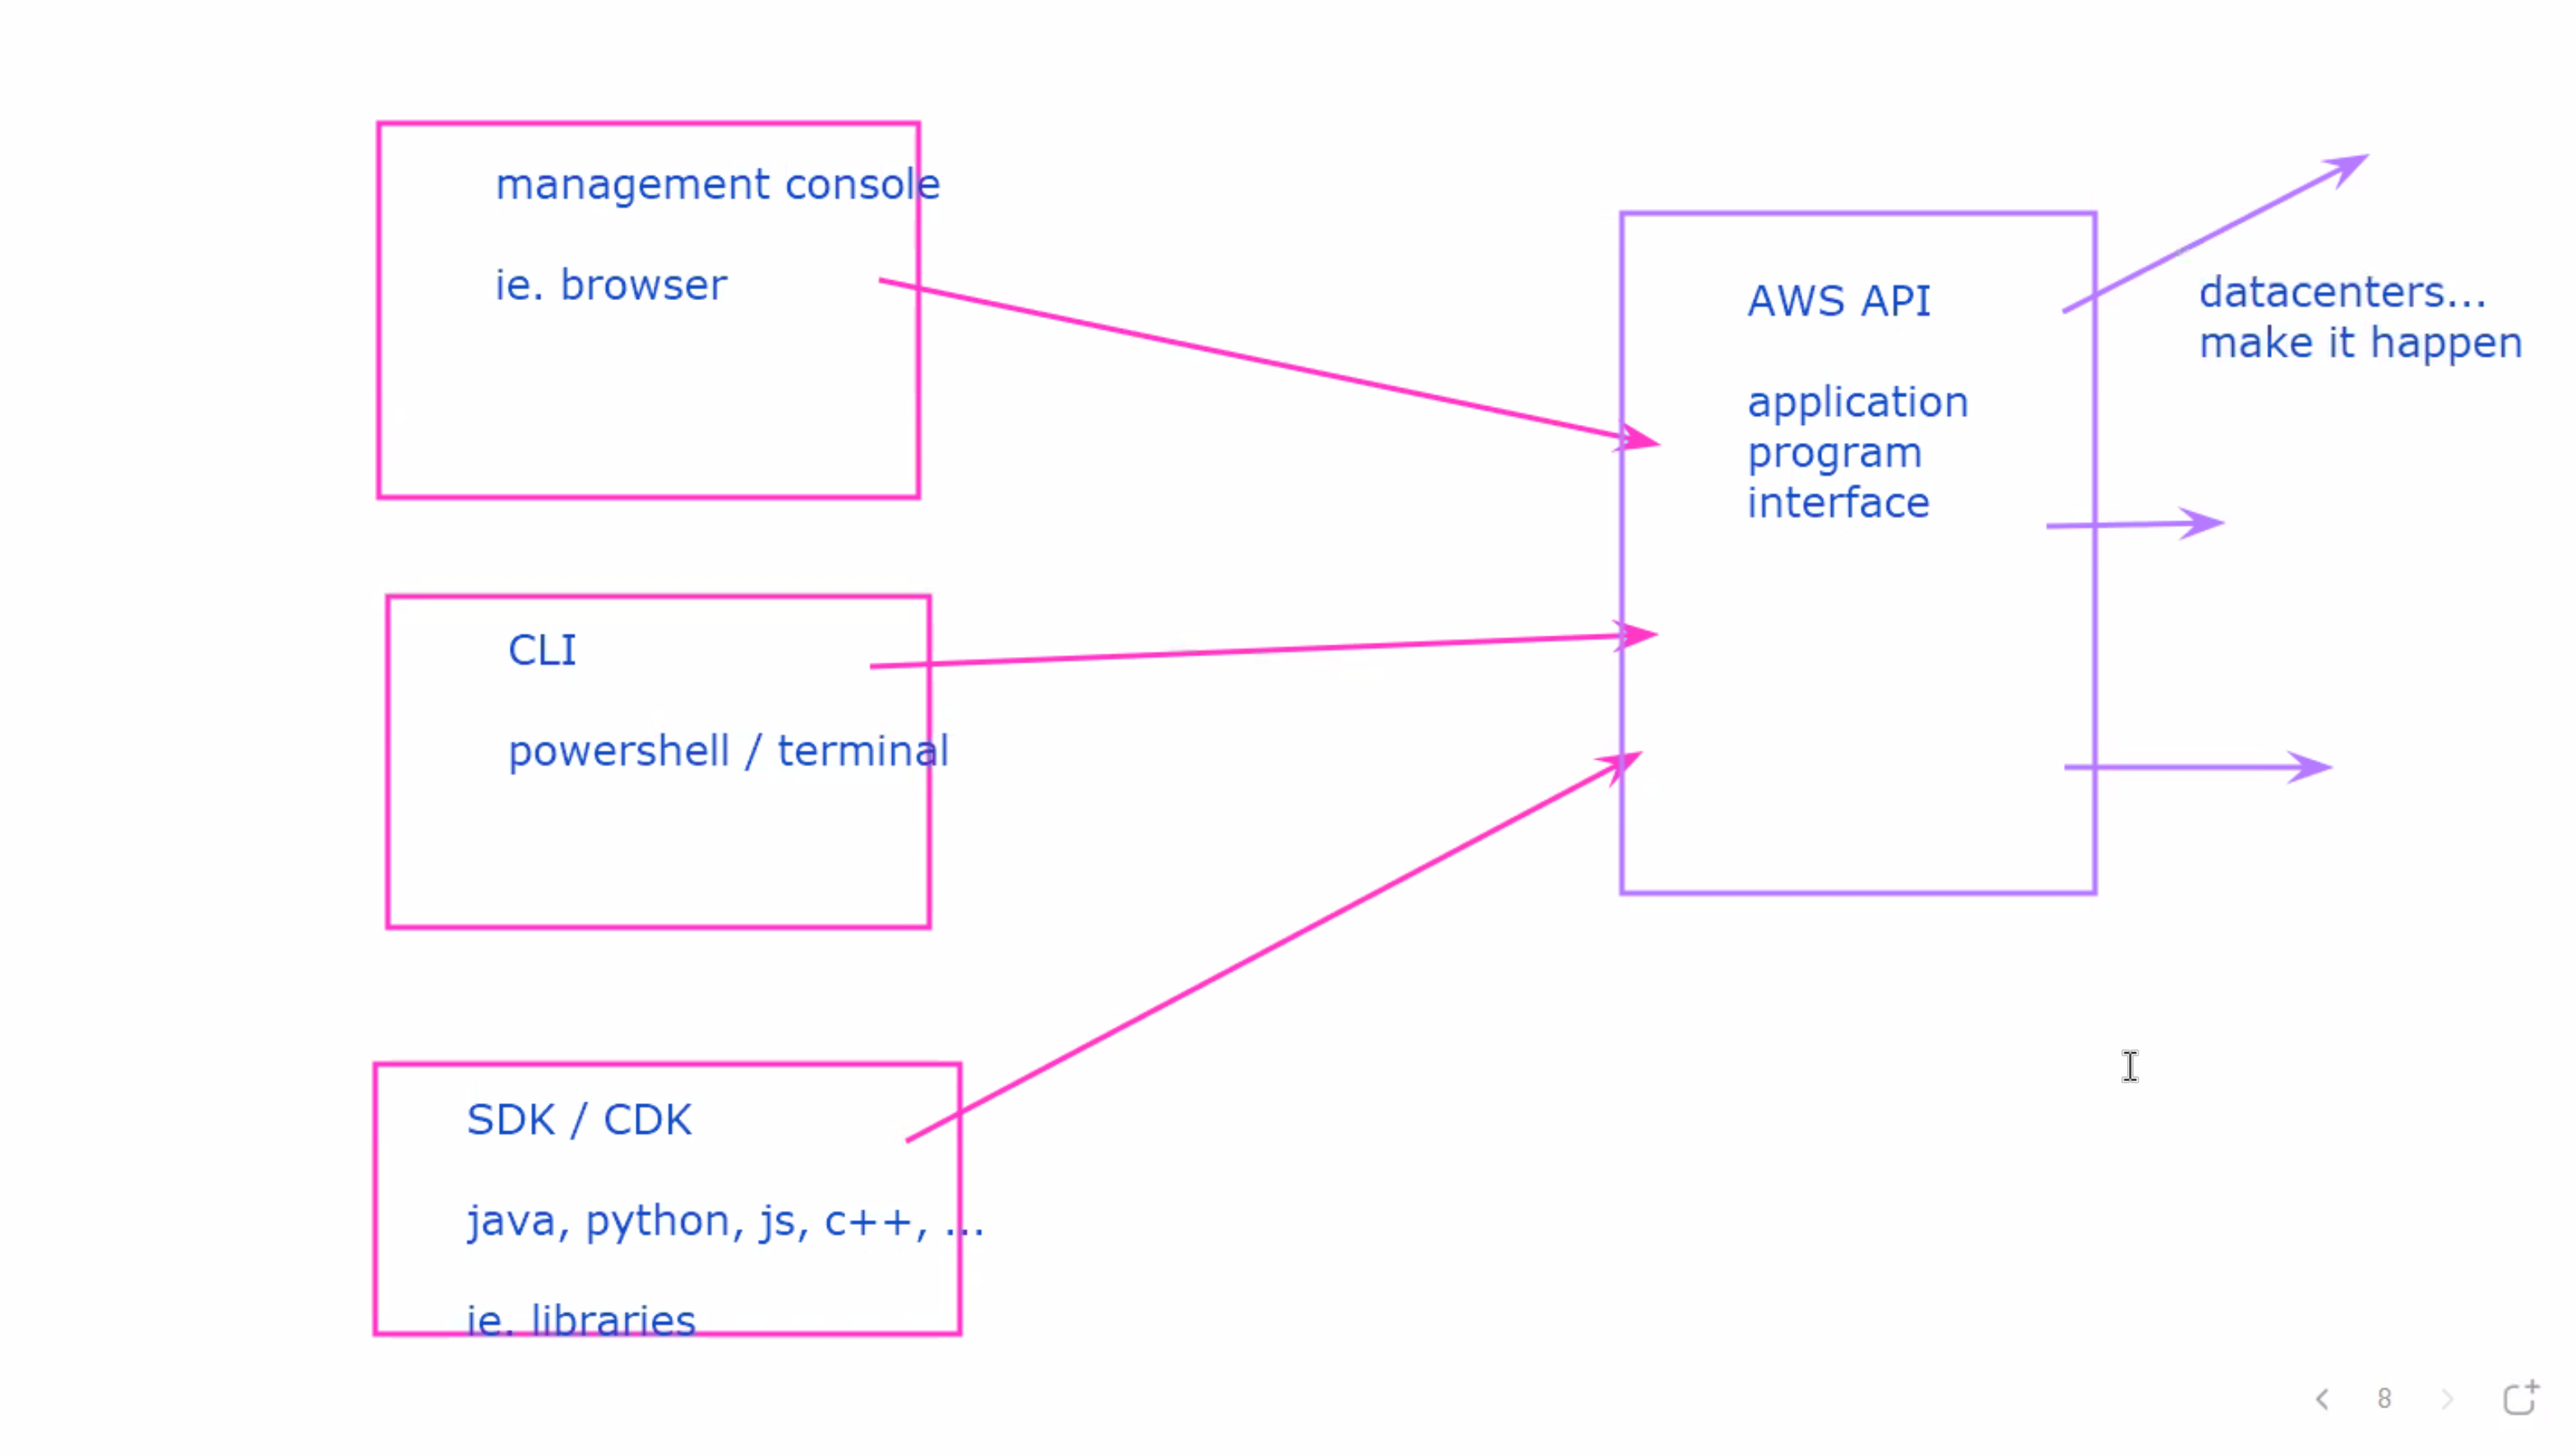 management console
ie. browser
CLI
powershell / terminal
SDK / CDK
java, python, js, c++, ...
ie. libraries
AWS API
application
program
interface
datacenters...
make it happen
8